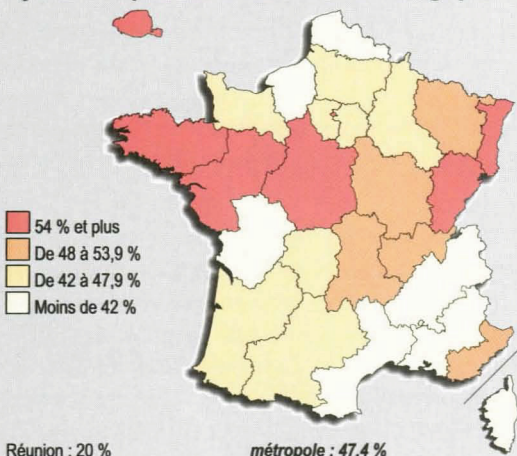 54 % et plus
De 48 à 53,9 %
De 42 à 47,9 %
Moins de 42 %
Réunion : 20 %
métropole : 47,4 %